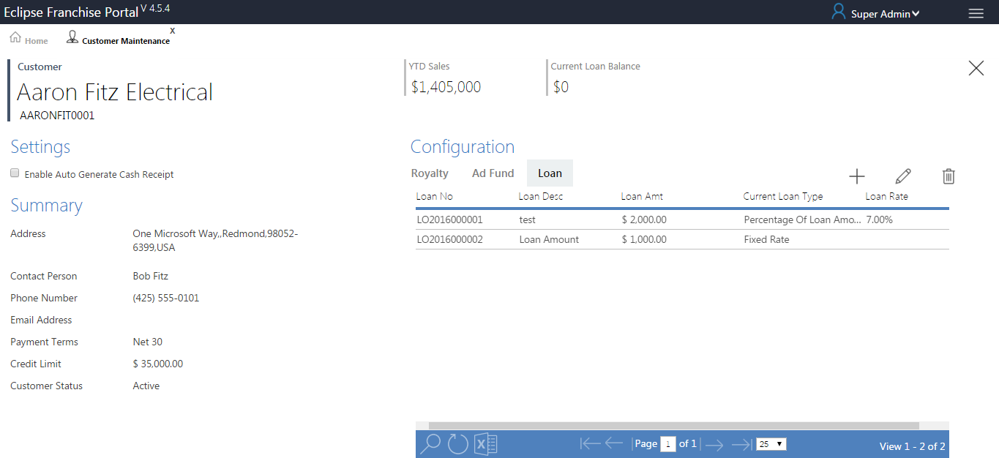 Eclipse Franchise Portal V 4.5.4
Super Admin
Home
Customer Maintenance X
Customer
Aaron Fitz Electrical
AARONFIT0001
YTD Sales
$1,405,000
Current Loan Balance
$0
Settings
Enable Auto Generate Cash Receipt
Summary
Address One Microsoft Way,,Redmond,98052-
6399,USA
Contact Person Bob Fitz
Phone Number (425) 555-0101
Email Address
Payment Terms Net 30
Credit Limit $ 35,000.00
Customer Status Active
Configuration
Royalty Ad Fund Loan
Loan No Loan Desc Loan Amt Current Loan Type Loan Rate
LO2016000001 test $ 2,000.00 Percentage Of Loan Amo... 7.00%
LO2016000002 Loan Amount $ 1,000.00 Fixed Rate
X Page 1 of 1 25 View 1 - 2 of 2